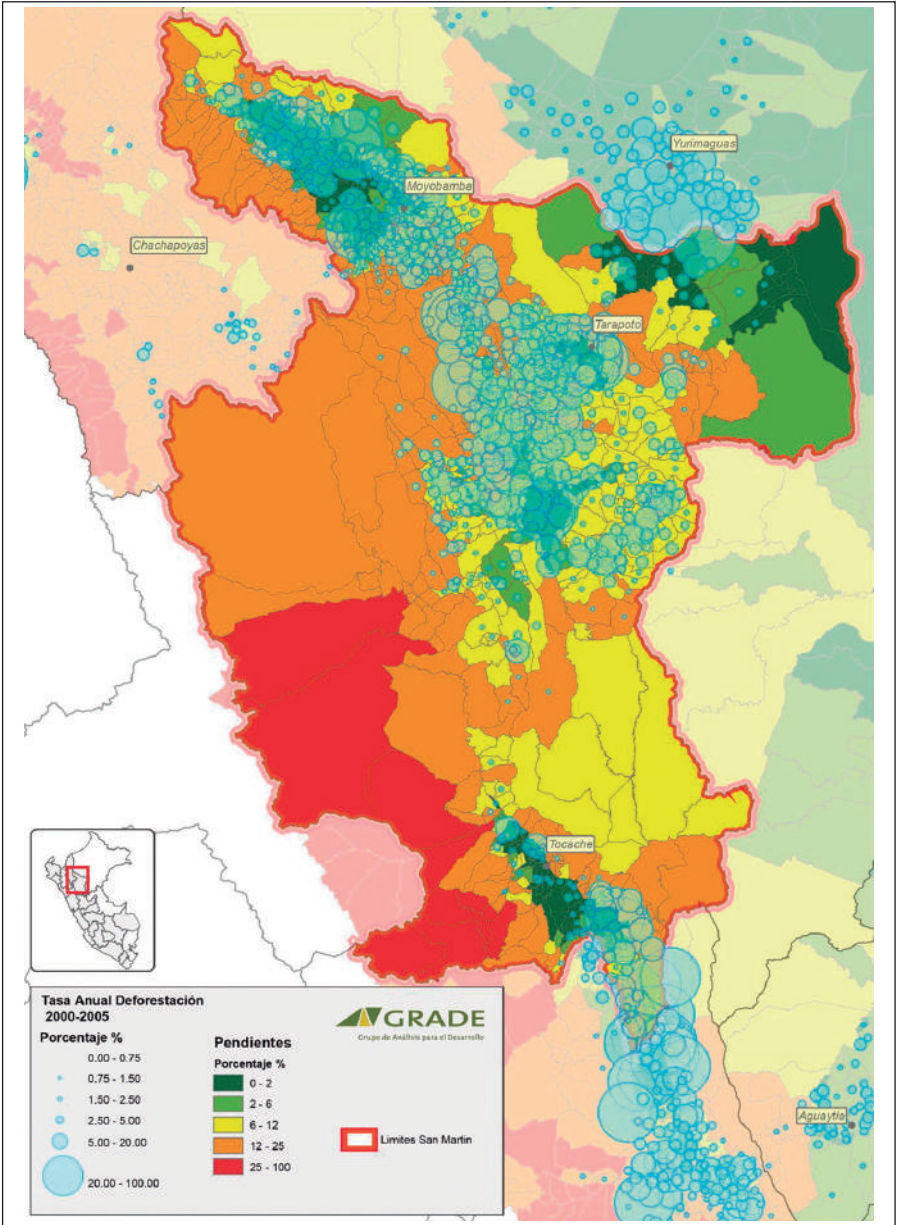 Yurimaguas
Moyobamba
Chachapoyas
Tarapoto
Tocache
Aguaytía
Tasa Anual Deforestación
2000-2005
Porcentaje %
0.00 - 0.75
0.75 - 1.50
1.50 - 2.50
2.50 - 5.00
5.00 - 20.00
20.00 - 100.00
GRADE
Grupo de Análisis para el Desarrollo
Pendientes
Porcentaje %
0 - 2
2 - 6
6 - 12
12 - 25
25 - 100
Limites San Martin